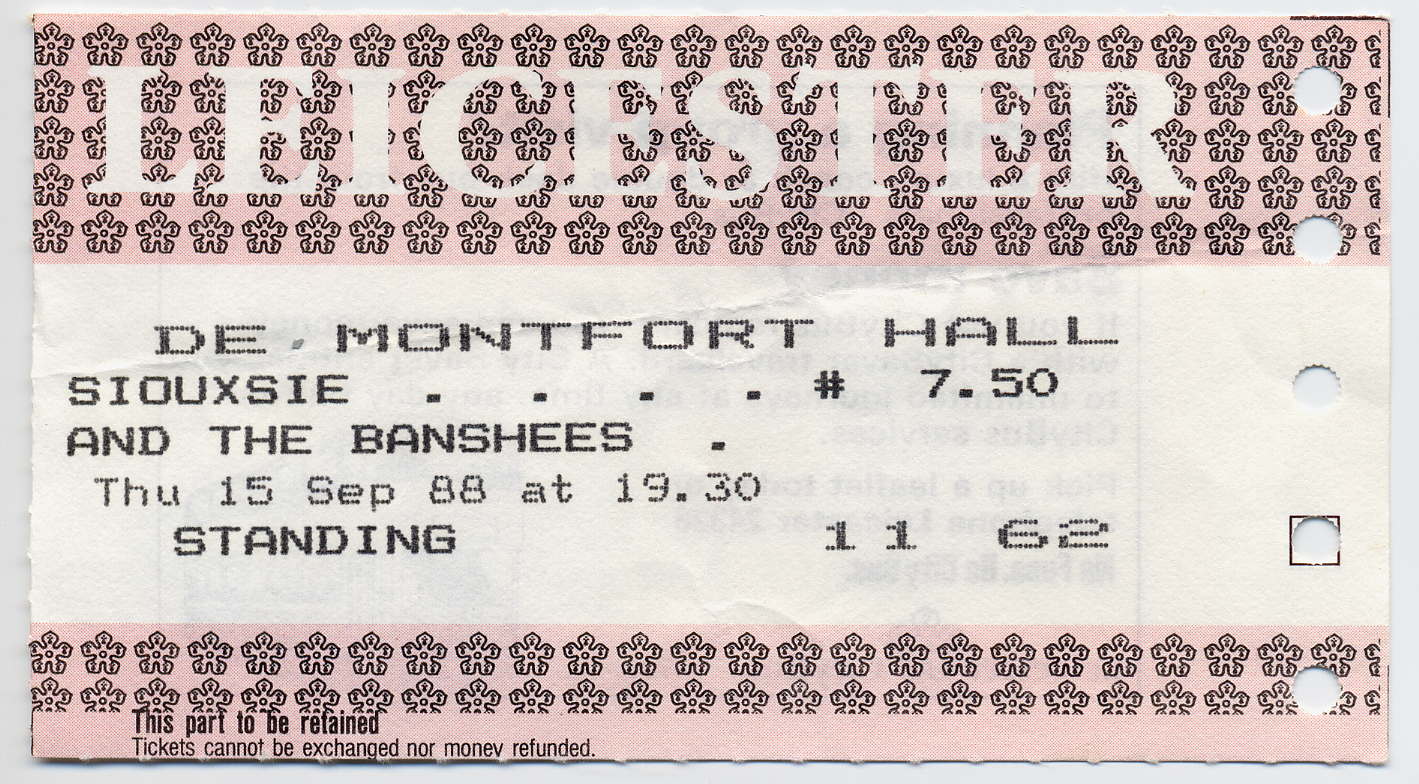 LEICESTER
DE MONTFORT HALL
SIOUXSIE . . . . # 7.50
AND THE BANSHEES .
Thu 15 Sep 88 at 19.30
STANDING 11 62
This part to be retained
Tickets cannot be exchanged nor money refunded.